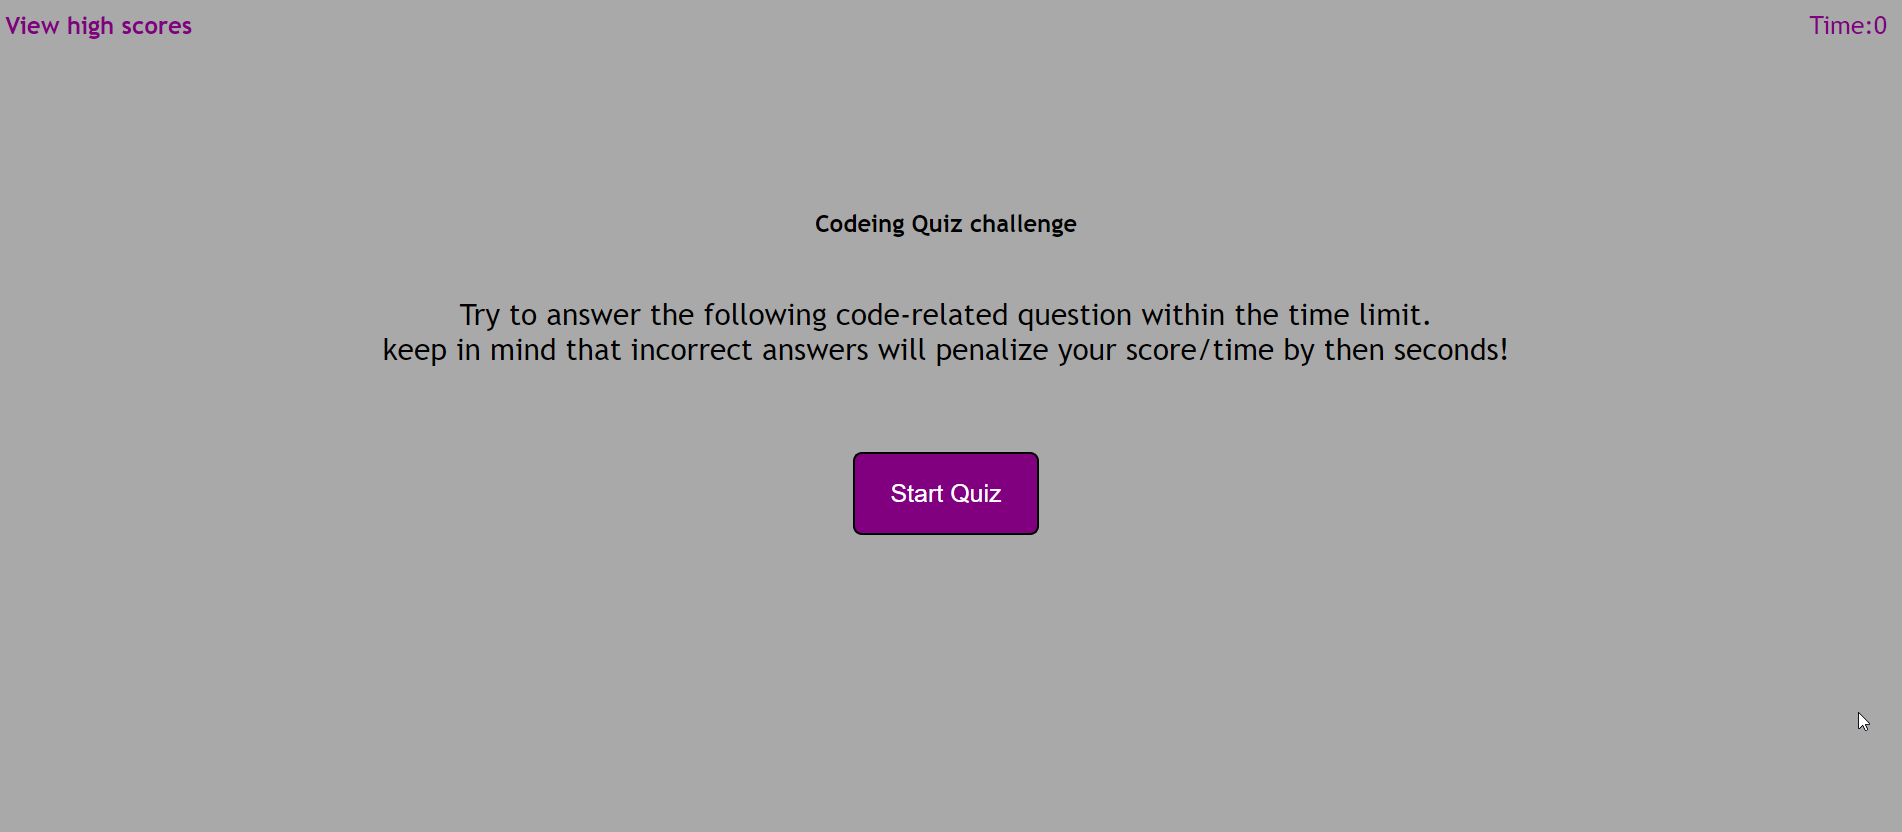 View high scores
Time:0
Codeing Quiz challenge
Try to answer the following code-related question within the time limit.
keep in mind that incorrect answers will penalize your score/time by then seconds!
Start Quiz